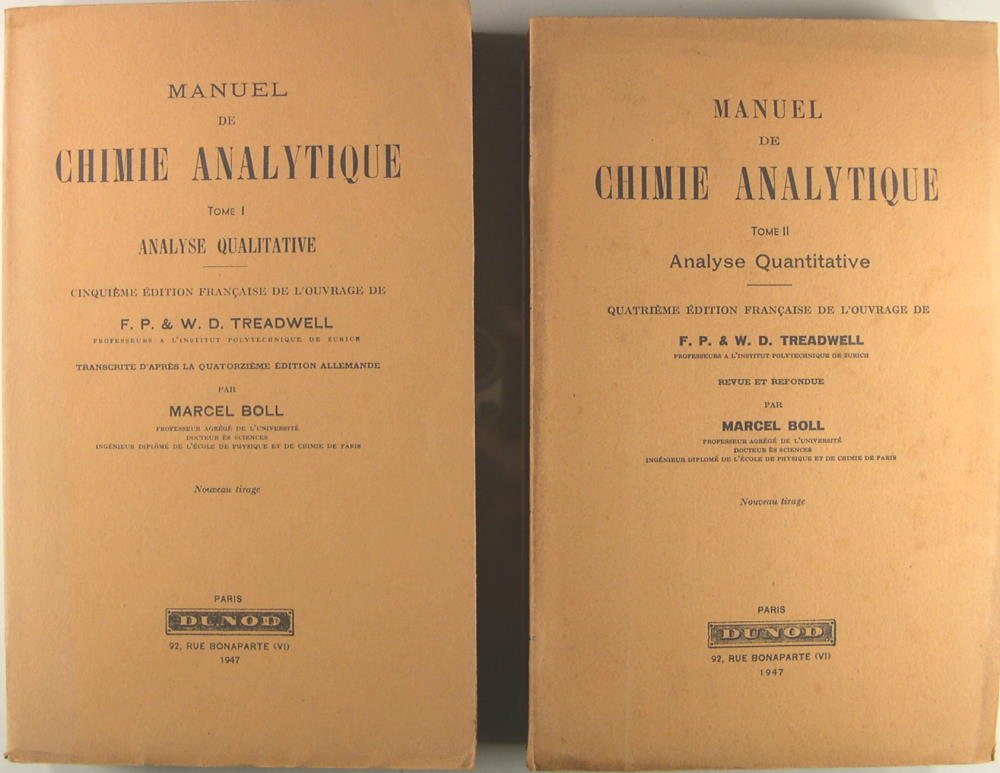 MANUEL
DE
CHIMIE ANALYTIQUE
TOME I
ANALYSE QUALITATIVE
CINQUIÈME ÉDITION FRANÇAISE DE L'OUVRAGE DE
F. P. & W. D. TREADWELL
PROFESSEURS A L'INSTITUT POLYTECHNIQUE DE ZURICH
TRANSCRITE D'APRÈS LA QUATORZIÈME ÉDITION ALLEMANDE
PAR
MARCEL BOLL
PROFESSEUR AGRÉGÉ DE L'UNIVERSITÉ
DOCTEUR ÈS SCIENCES
INGÉNIEUR DIPLÔMÉ DE L'ÉCOLE DE PHYSIQUE ET DE CHIMIE DE PARIS
Nouveau tirage
PARIS
DUNOD
92, RUE BONAPARTE (VI)
1947
MANUEL
DE
CHIMIE ANALYTIQUE
TOME II
Analyse Quantitative
QUATRIÈME ÉDITION FRANÇAISE DE L'OUVRAGE DE
F. P. & W. D. TREADWELL
PROFESSEURS A L'INSTITUT POLYTECHNIQUE DE ZURICH
REVUE ET REFONDUE
PAR
MARCEL BOLL
PROFESSEUR AGRÉGÉ DE L'UNIVERSITÉ
DOCTEUR ÈS SCIENCES
INGÉNIEUR DIPLOMÉ DE L'ÉCOLE DE PHYSIQUE ET DE CHIMIE DE PARIS
Nouveau tirage
PARIS
DUNOD
92, RUE BONAPARTE (VI)
1947